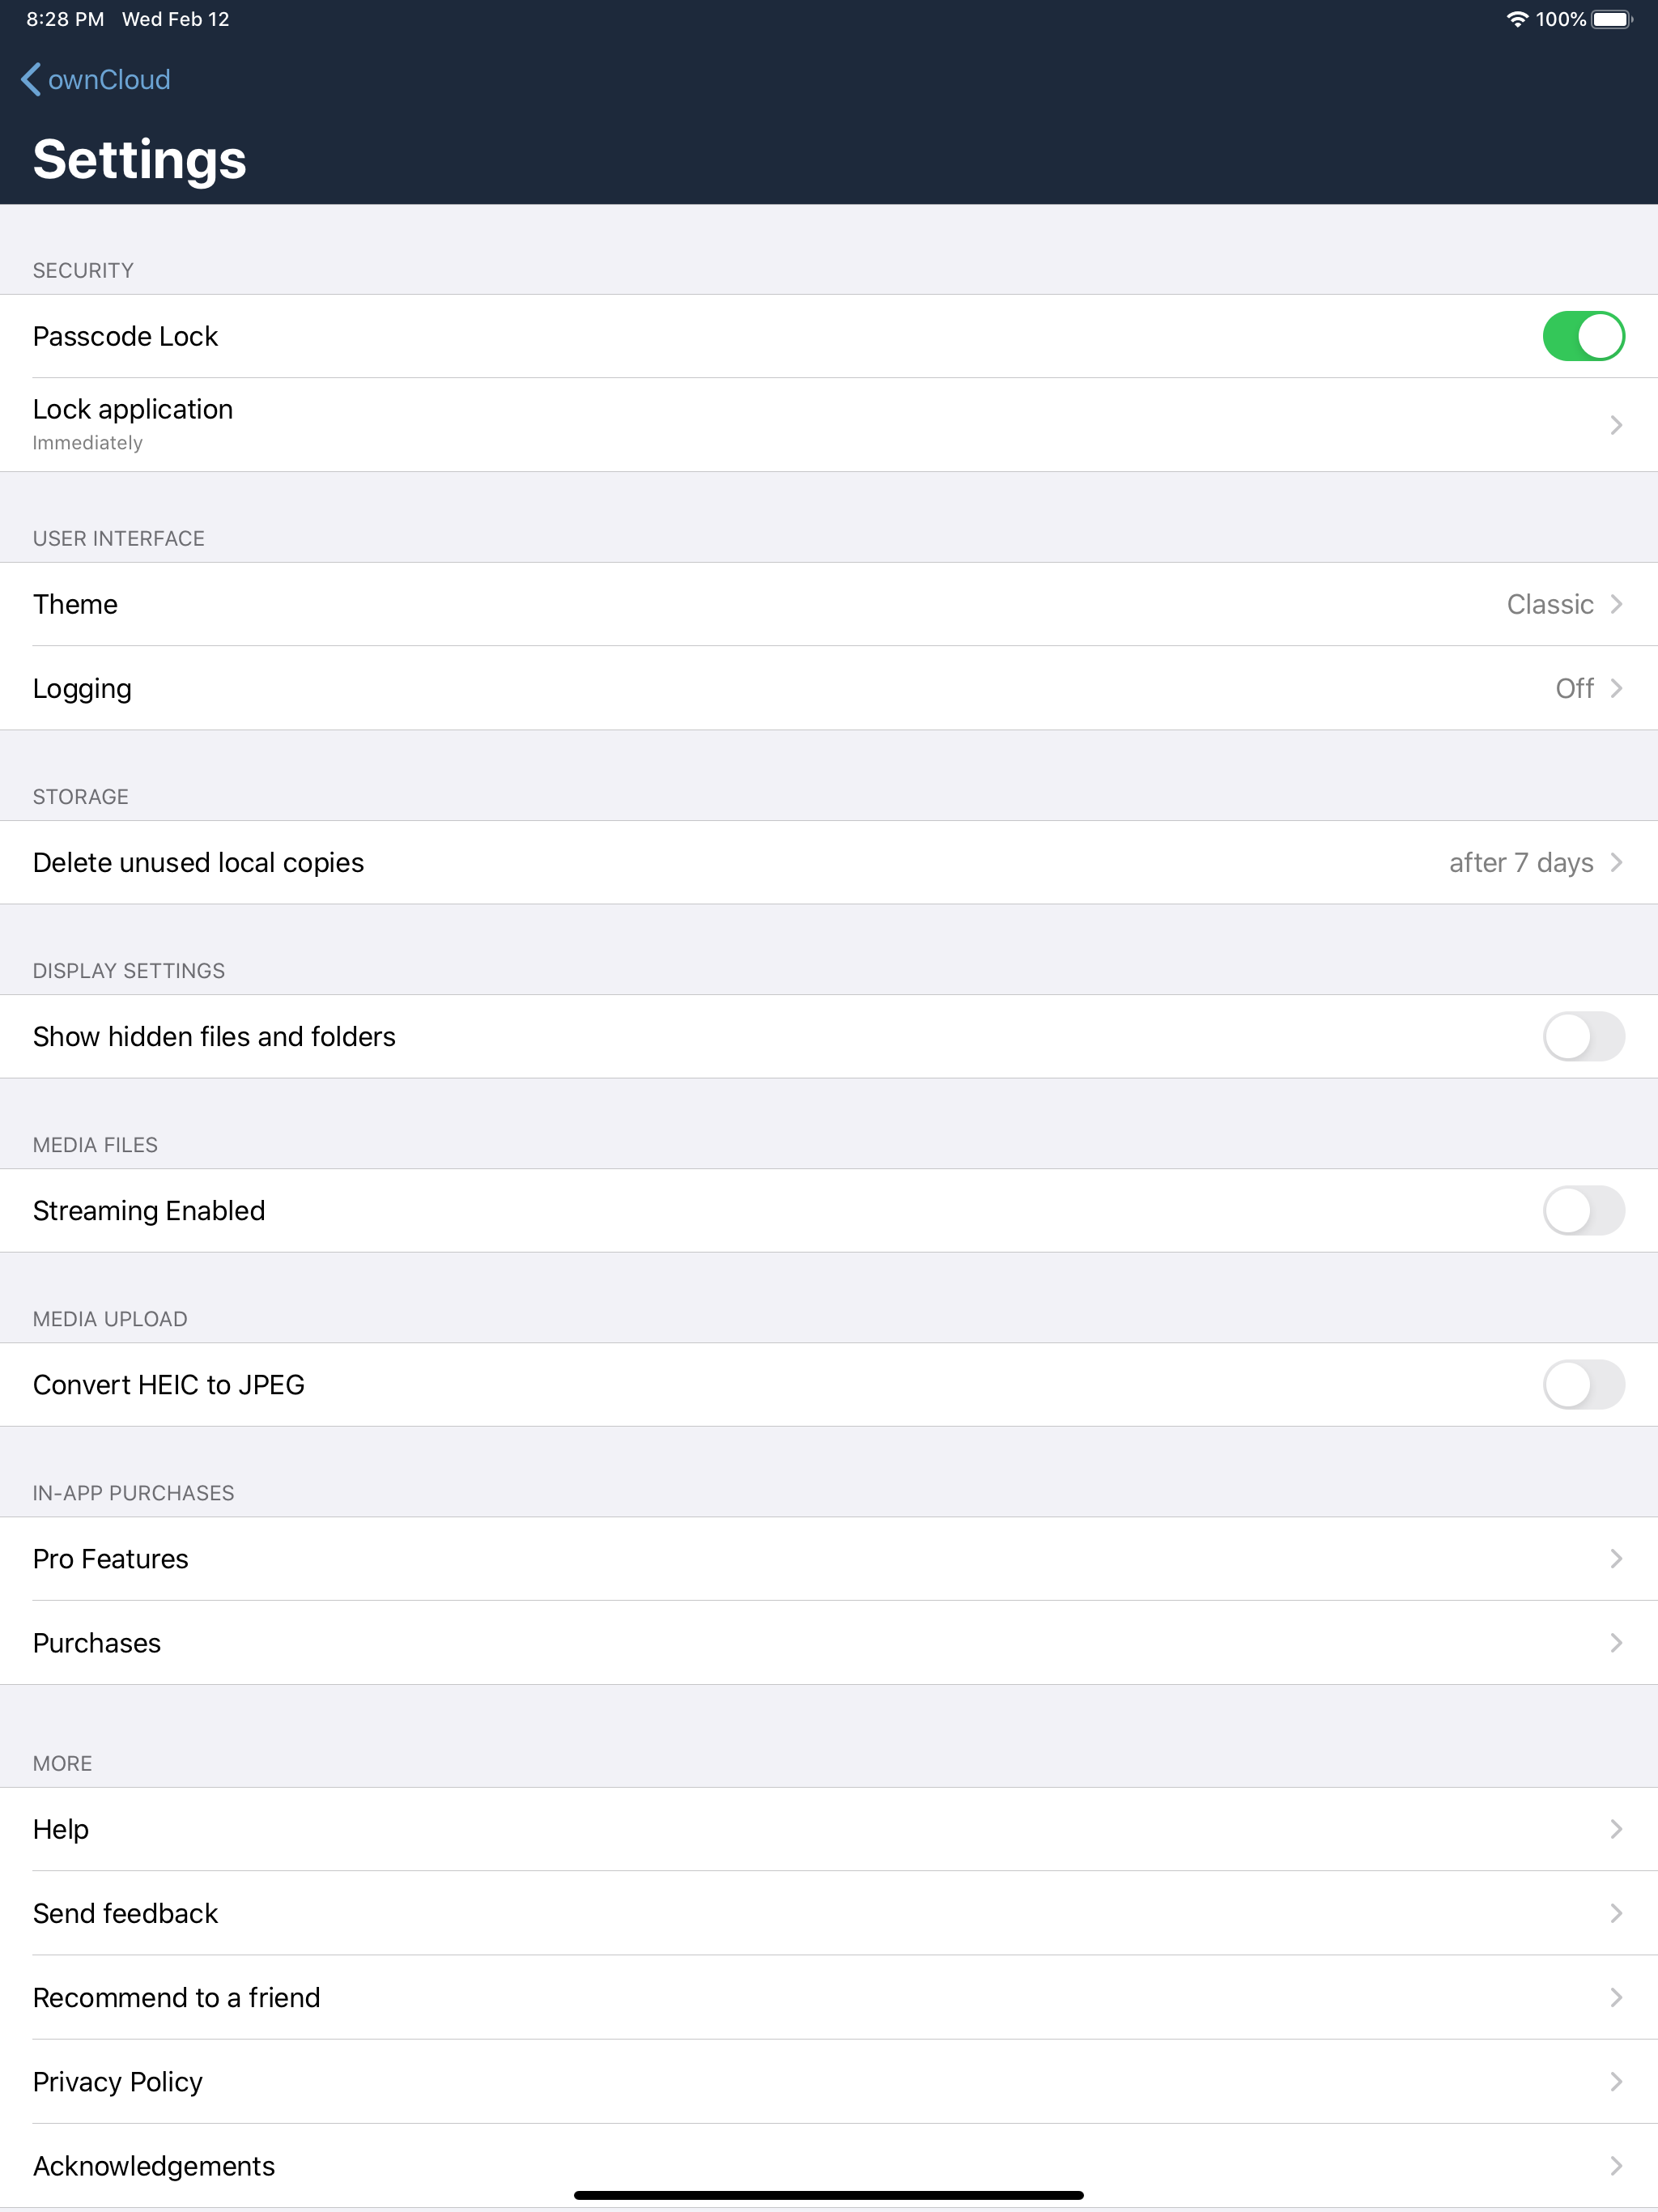 8:28 PM Wed Feb 12 100%
ownCloud
Settings
SECURITY
Passcode Lock
Lock application
Immediately
USER INTERFACE
Theme Classic
Logging Off
STORAGE
Delete unused local copies after 7 days
DISPLAY SETTINGS
Show hidden files and folders
MEDIA FILES
Streaming Enabled
MEDIA UPLOAD
Convert HEIC to JPEG
IN-APP PURCHASES
Pro Features
Purchases
MORE
Help
Send feedback
Recommend to a friend
Privacy Policy
Acknowledgements